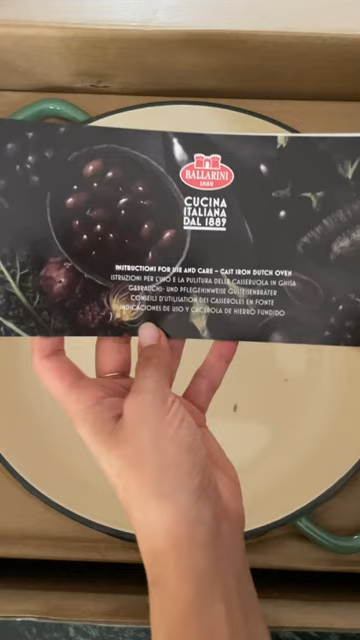 BALLARINI
1889
CUCINA
ITALIANA
DAL 1889
INSTRUCTIONS FOR USE AND CARE – CAST IRON DUTCH OVEN
ISTRUZIONI PER L'USO E LA PULITURA DELLA CASSERUOLA IN GHISA
GEBRAUCHS- UND PFLEGEHINWEISE GUSSEISENBRÄTER
CONSEILS D'UTILISATION DES CASSEROLES EN FONTE
INDICACIONES DE USO Y CACEROLA DE HIERRO FUNDIDO